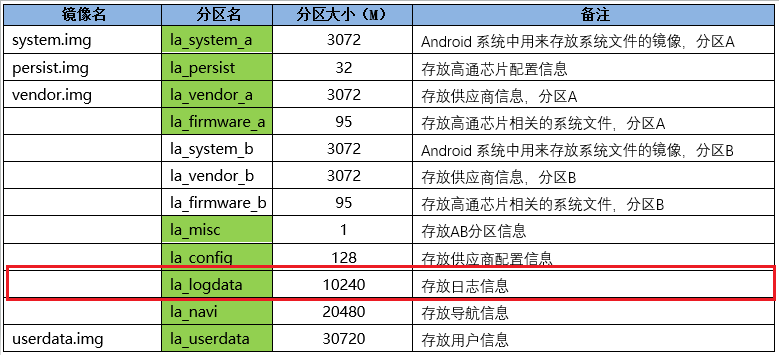 镜像名 分区名 分区大小（M） 备注
system.img la_system_a 3072 Android 系统中用来存放系统文件的镜像，分区A
persist.img la_persist 32 存放高通芯片配置信息
vendor.img la_vendor_a 3072 存放供应商信息，分区A
la_firmware_a 95 存放高通芯片相关的系统文件，分区A
la_system_b 3072 Android 系统中用来存放系统文件的镜像，分区B
la_vendor_b 3072 存放供应商信息，分区B
la_firmware_b 95 存放高通芯片相关的系统文件，分区B
la_misc 1 存放AB分区信息
la_config 128 存放供应商配置信息
la_logdata 10240 存放日志信息
la_navi 20480 存放导航信息
userdata.img la_userdata 30720 存放用户信息